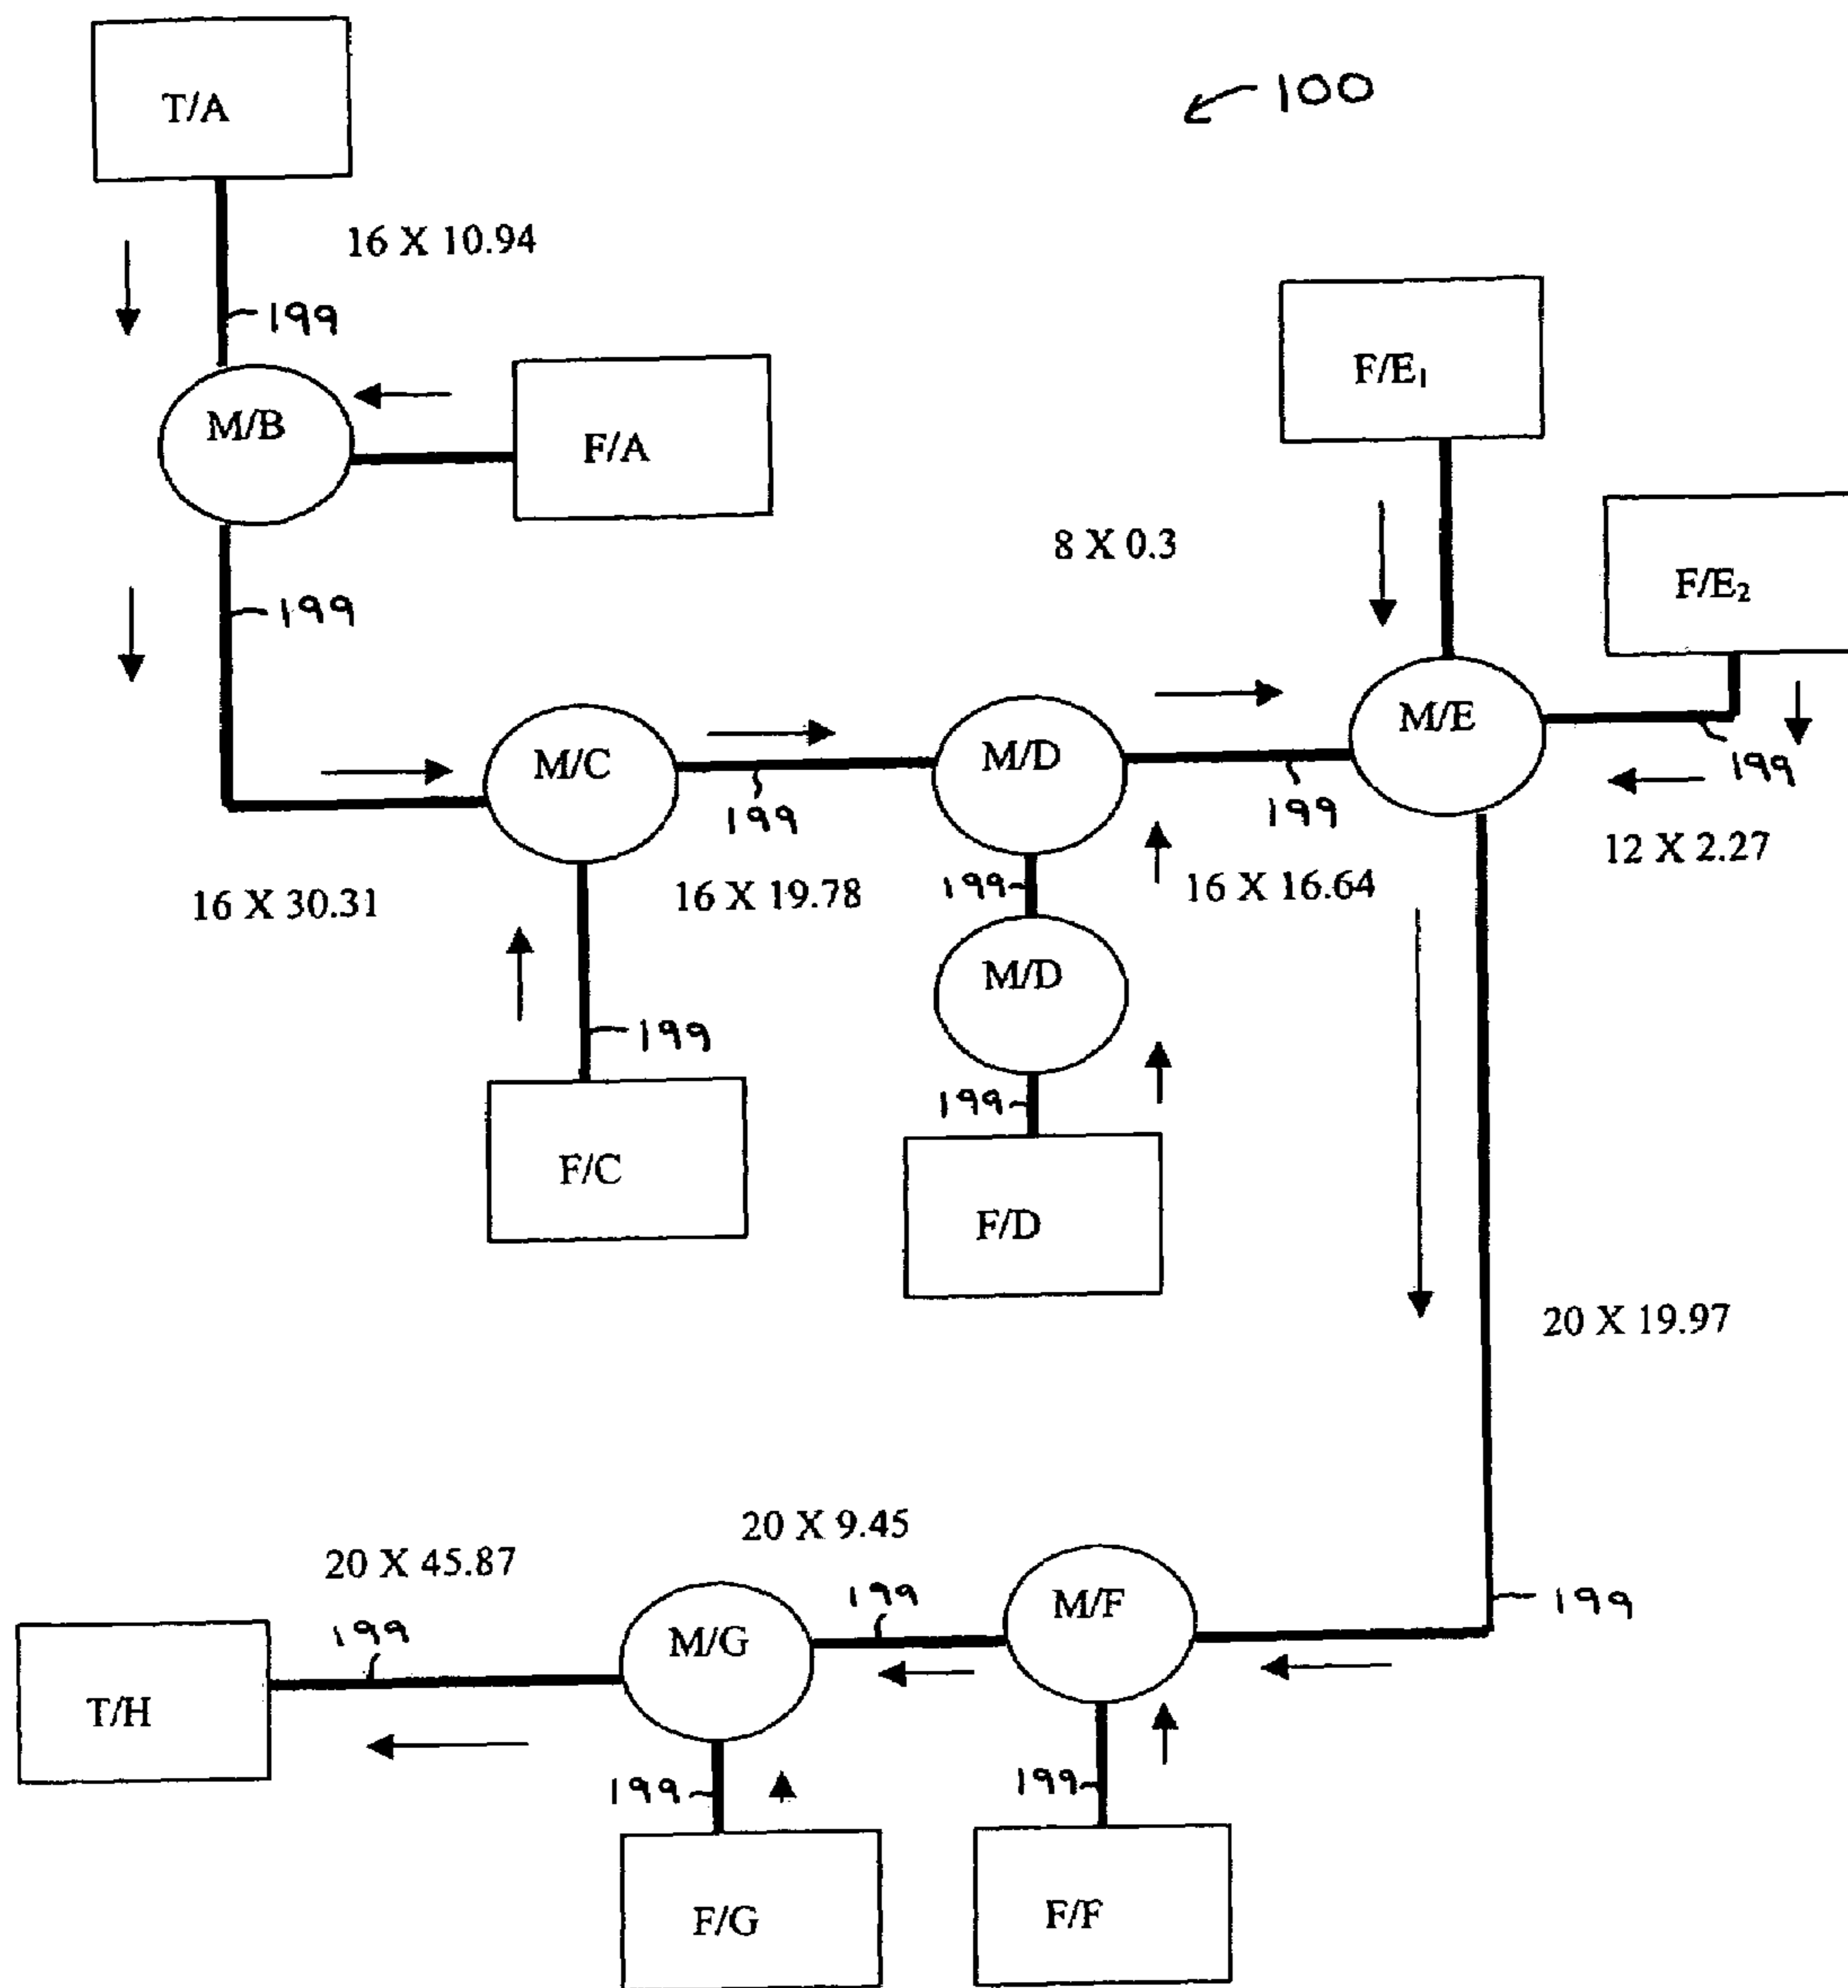 T/A
100
16 X 10.94
199
M/B
F/A
F/E₁
8 X 0.3
F/E₂
199
M/C
M/D
M/E
199
199
199
12 X 2.27
16 X 30.31
16 X 19.78
199
16 X 16.64
M/D
199
199
F/C
F/D
20 X 19.97
20 X 9.45
20 X 45.87
199
199
M/F
199
M/G
T/H
199
199
F/G
F/F